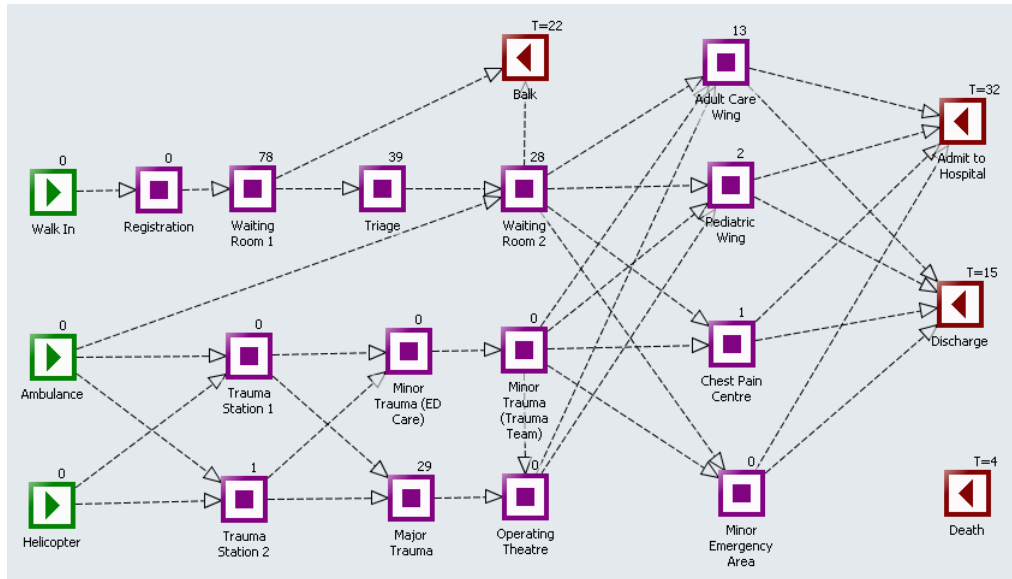 T=22
Balk
13
Adult Care
Wing
T=32
Admit to
Hospital
0
Walk In
0
Registration
78
Waiting
Room 1
39
Triage
28
Waiting
Room 2
2
Pediatric
Wing
T=15
Discharge
0
Ambulance
0
Trauma
Station 1
0
Minor
Trauma (ED
Care)
0
Minor
Trauma
(Trauma
Team)
1
Chest Pain
Centre
0
Helicopter
1
Trauma
Station 2
29
Major
Trauma
0
Operating
Theatre
0
Minor
Emergency
Area
T=4
Death